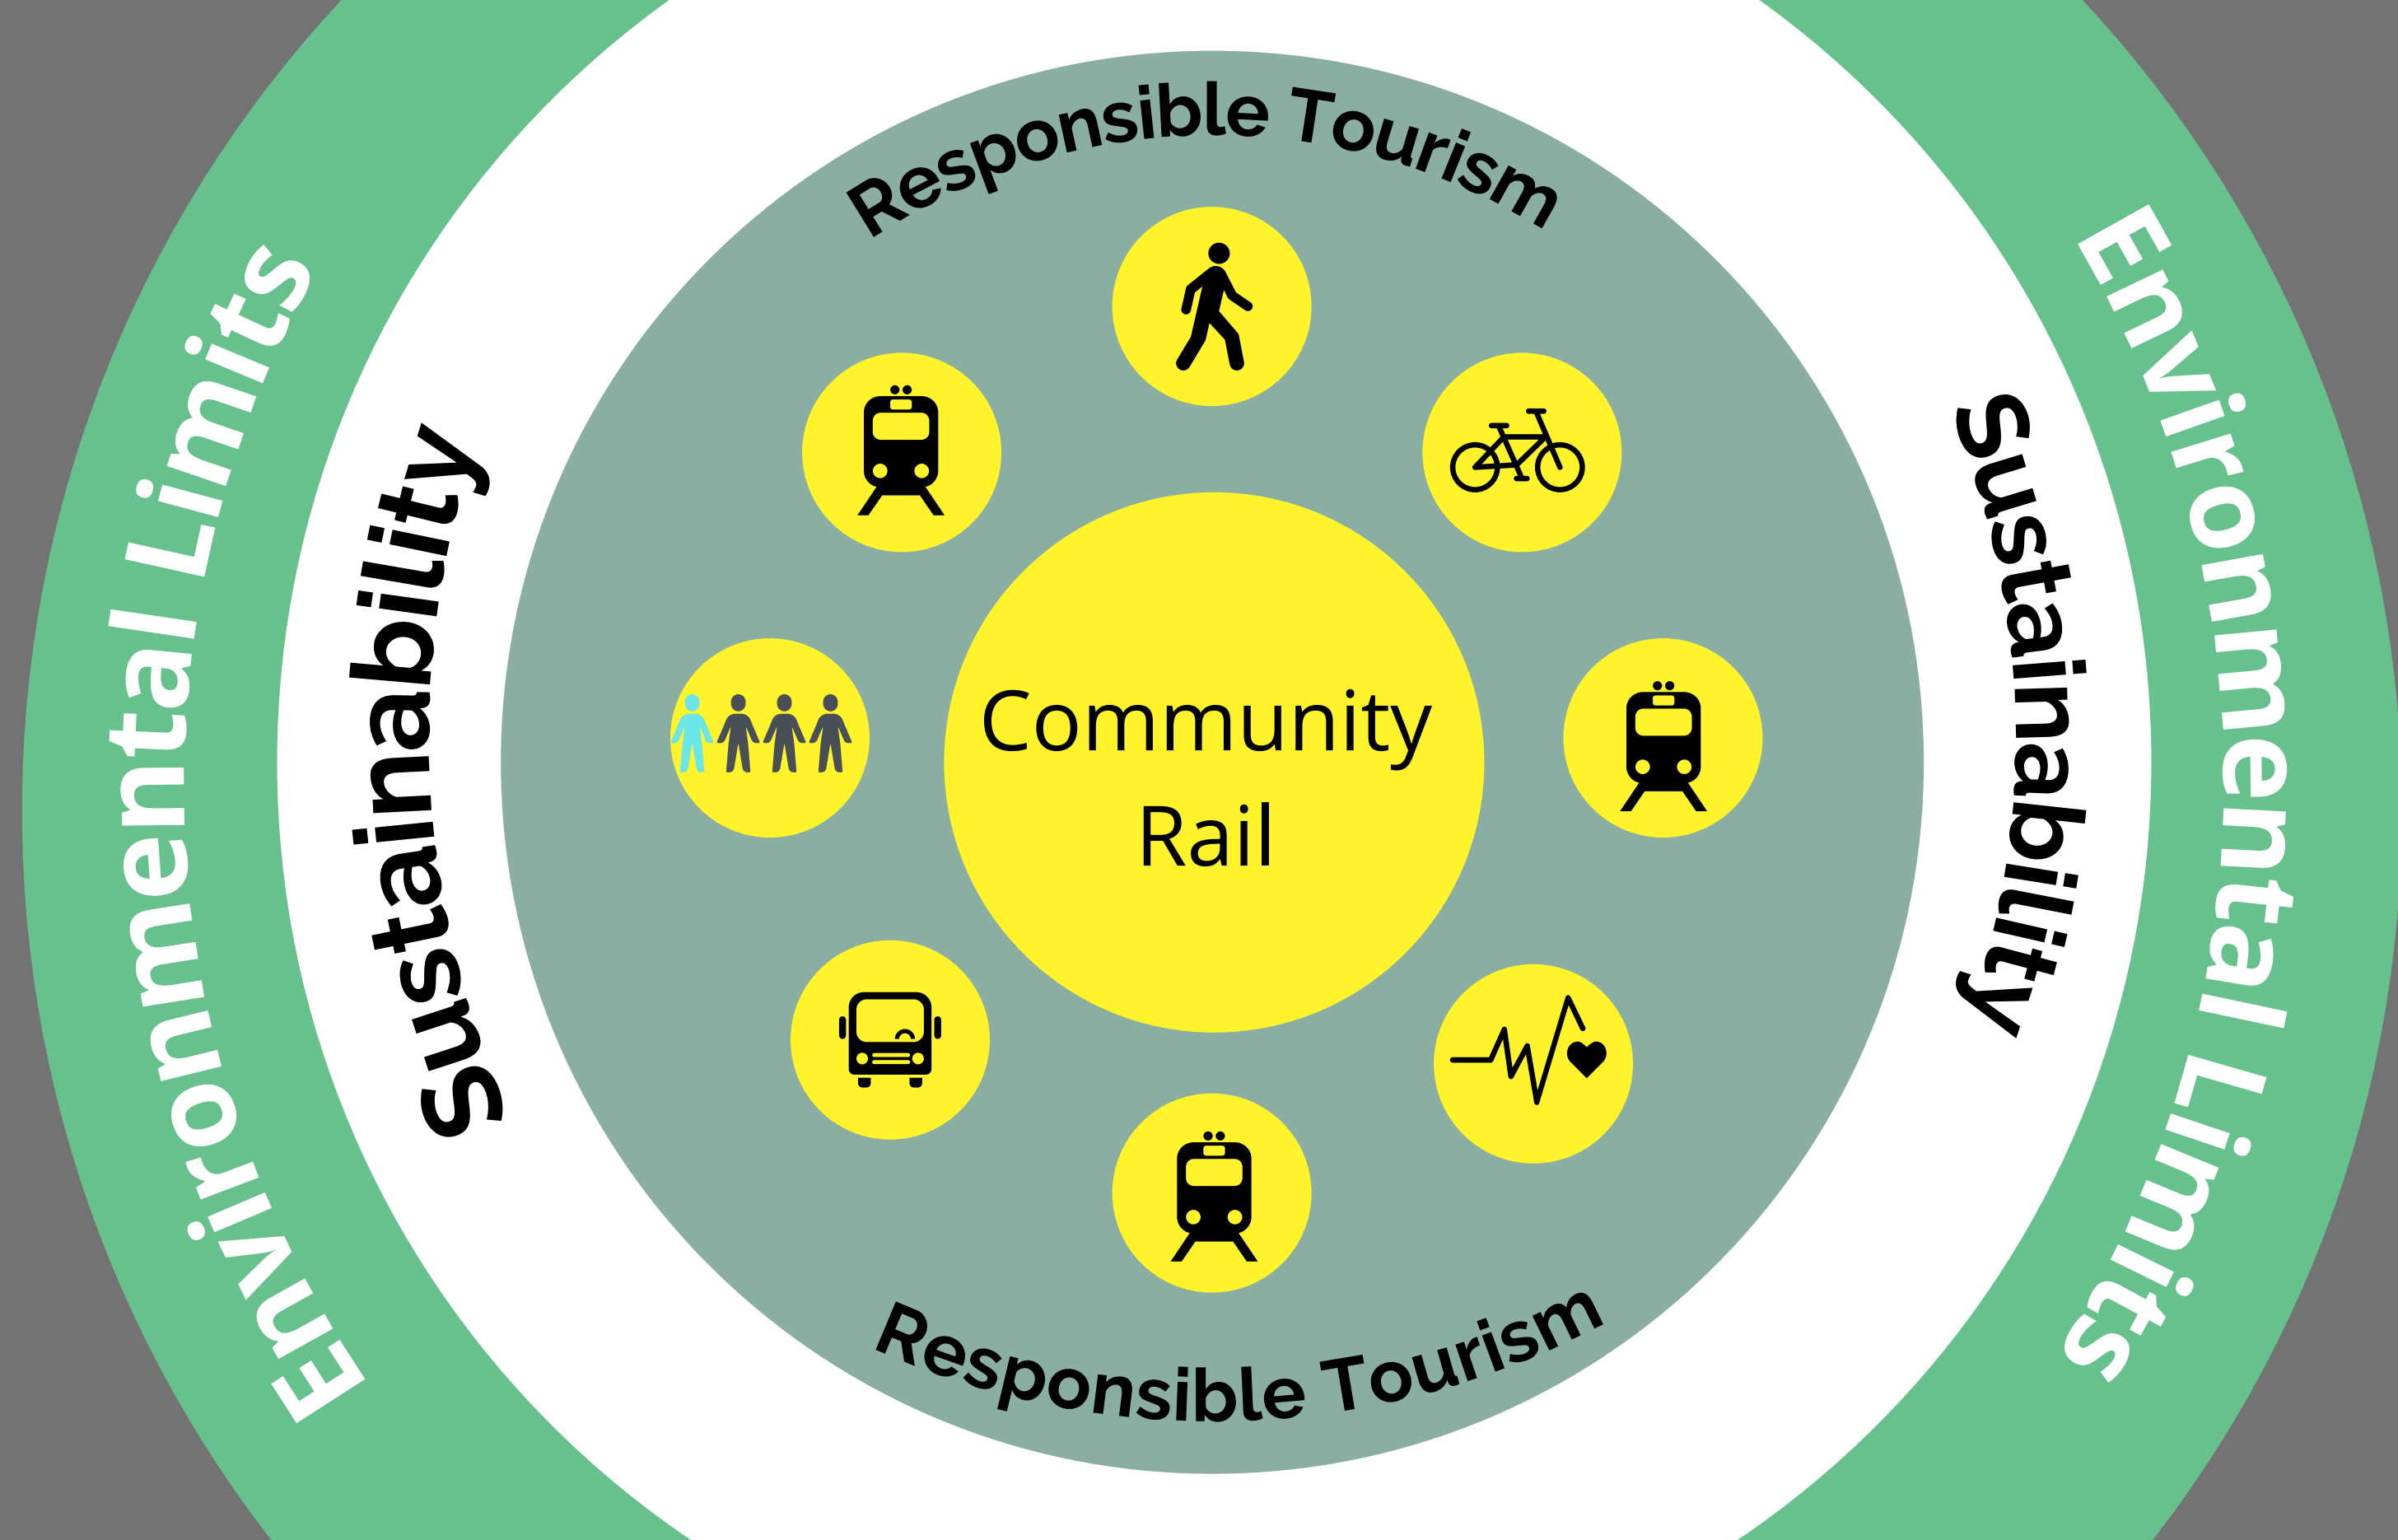 Responsible Tourism
Environmental Limits
Sustainability
Community
Rail
Sustainability
Environmental Limits
Responsible Tourism